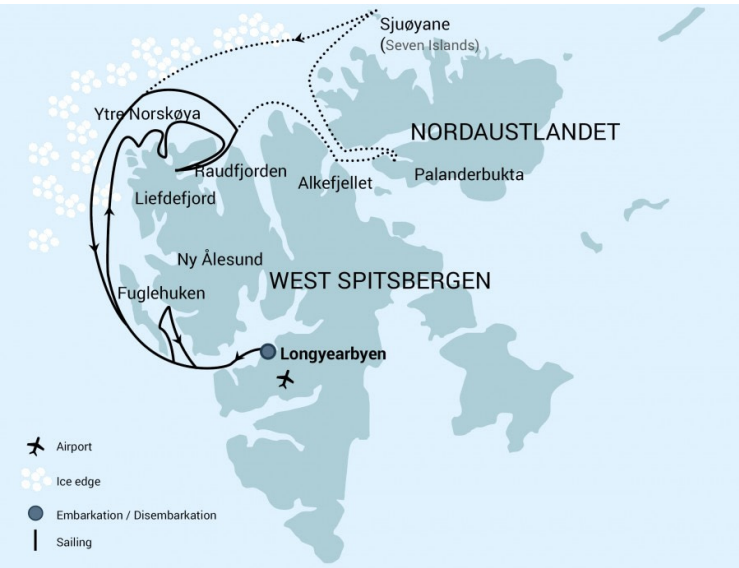 Sjuøyane
(Seven Islands)
Ytre Norskøya
NORDAUSTLANDET
Raudfjorden
Alkefjellet
Palanderbukta
Liefdefjord
Ny Ålesund
WEST SPITSBERGEN
Fuglehuken
Longyearbyen
Airport
Ice edge
Embarkation / Disembarkation
Sailing